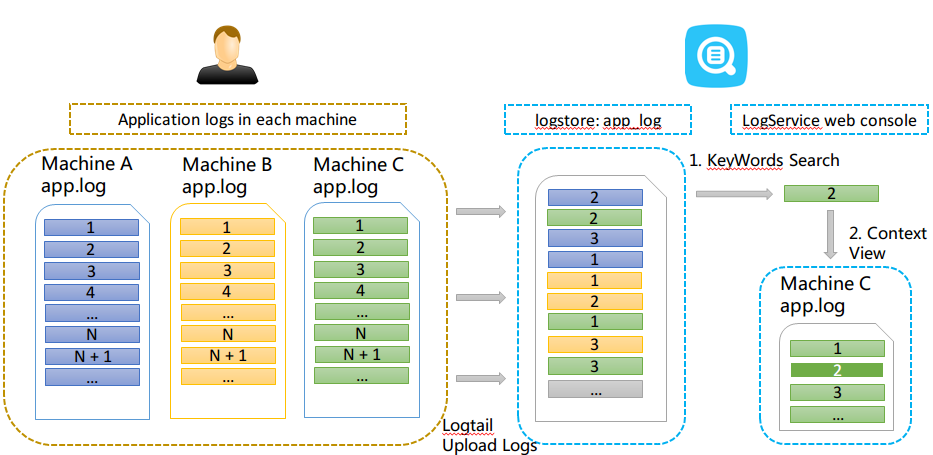 Application logs in each machine
logstore: app_log
LogService web console
Machine A
app.log
1
2
3
4
...
N
N + 1
...
Machine B
app.log
1
2
3
4
...
N
N + 1
...
Machine C
app.log
1
2
3
4
...
N
N + 1
...
Logtail
Upload Logs
2
2
3
1
1
2
1
3
3
...
1. KeyWords Search
2
2. Context
View
Machine C
app.log
1
2
3
...